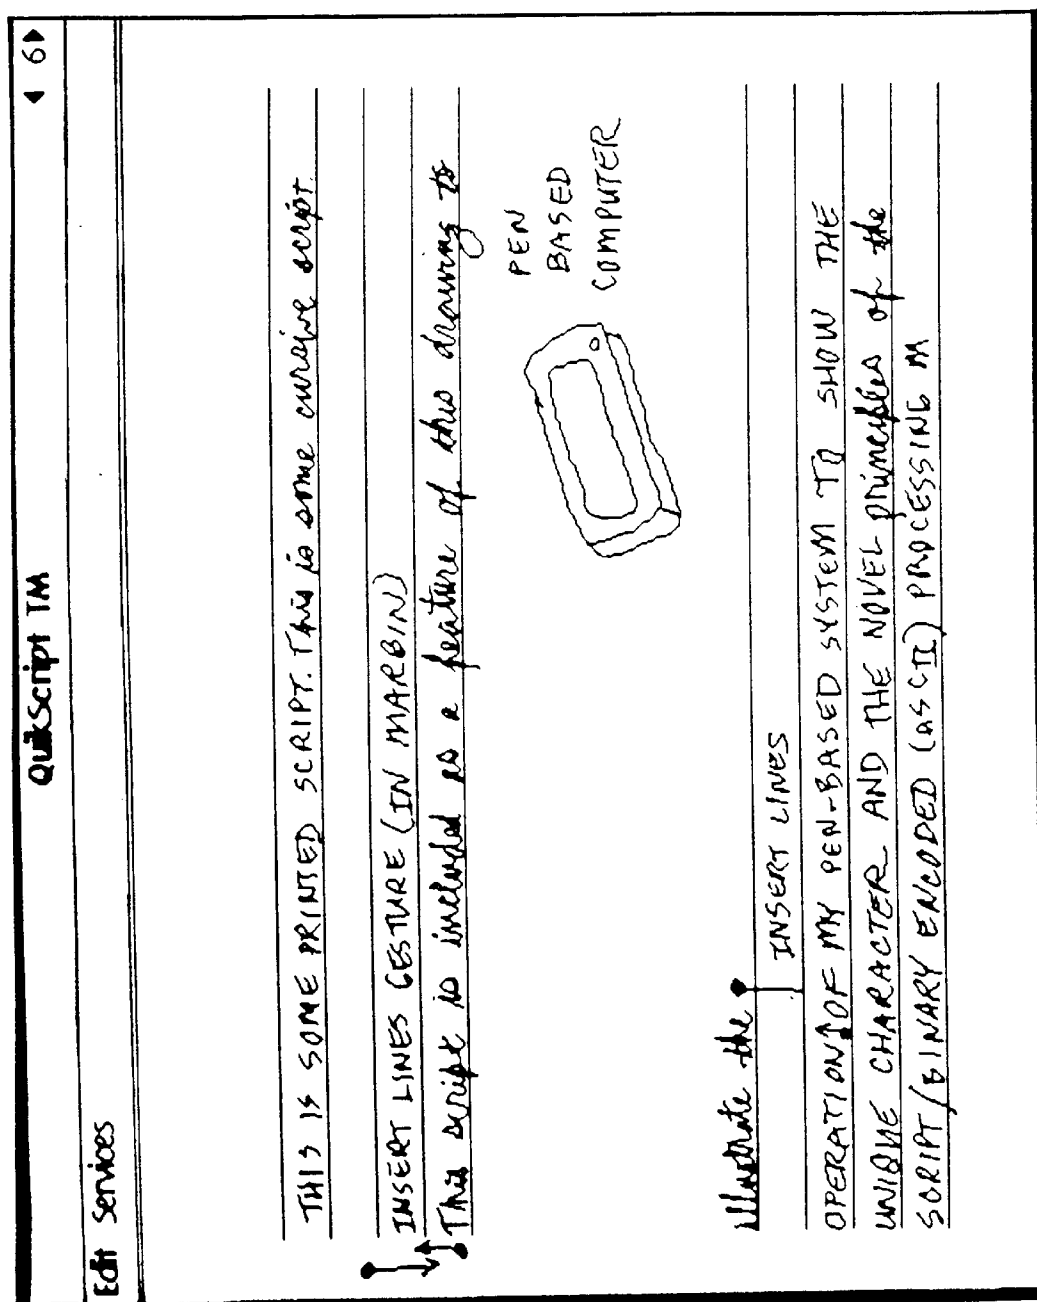 QuikScript TM
◀ 6▶
Edit Services
THIS IS SOME PRINTED SCRIPT. This is some cursive script.
INSERT LINES GESTURE (IN MARGIN)
This script is included as a feature of this drawing to
PEN
BASED
COMPUTER
illustrate the
INSERT LINES
OPERATION OF MY PEN-BASED SYSTEM TO SHOW THE
UNIQUE CHARACTER AND THE NOVEL principles of the
SCRIPT/BINARY ENCODED (ASCII) PROCESSING M